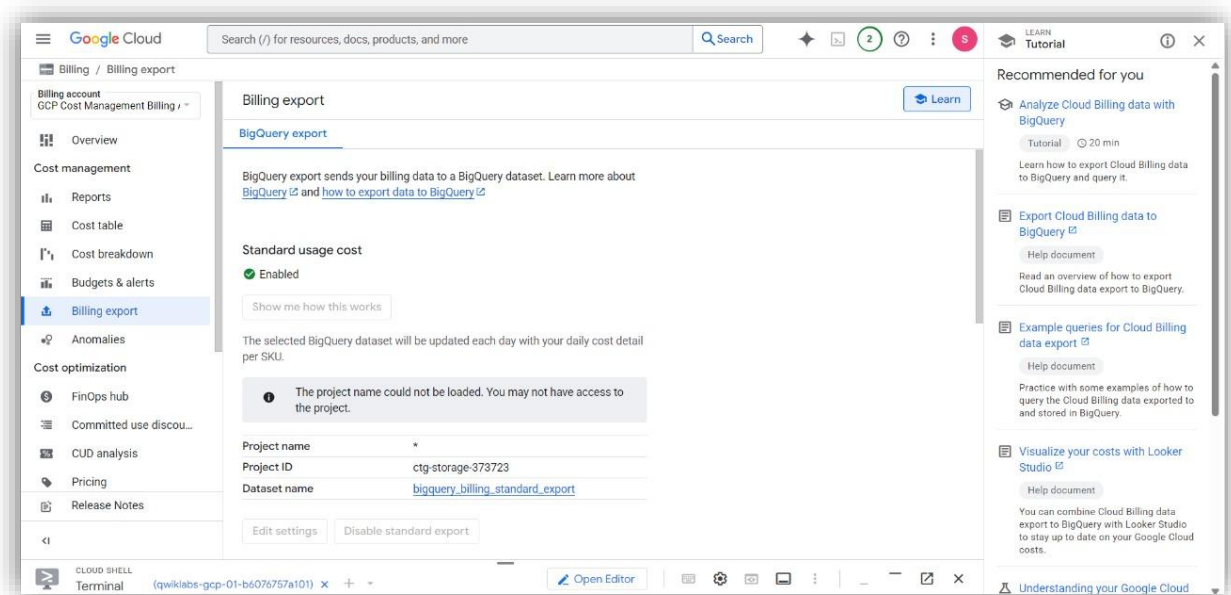 Google Cloud
Search (/) for resources, docs, products, and more
Search
2
S
LEARN
Tutorial
Billing / Billing export
Billing account
GCP Cost Management Billing
Overview
Cost management
Reports
Cost table
Cost breakdown
Budgets & alerts
Billing export
Anomalies
Cost optimization
FinOps hub
Committed use discou...
CUD analysis
Pricing
Release Notes
Billing export
Learn
BigQuery export
BigQuery export sends your billing data to a BigQuery dataset. Learn more about
BigQuery and how to export data to BigQuery
Standard usage cost
Enabled
Show me how this works
The selected BigQuery dataset will be updated each day with your daily cost detail
per SKU.
The project name could not be loaded. You may not have access to
the project.
Project name *
Project ID ctg-storage-373723
Dataset name bigquery_billing_standard_export
Edit settings Disable standard export
Recommended for you
Analyze Cloud Billing data with
BigQuery
Tutorial 20 min
Learn how to export Cloud Billing data
to BigQuery and query it.
Export Cloud Billing data to
BigQuery
Help document
Read an overview of how to export
Cloud Billing data export to BigQuery.
Example queries for Cloud Billing
data export
Help document
Practice with some examples of how to
query the Cloud Billing data exported to
and stored in BigQuery.
Visualize your costs with Looker
Studio
Help document
You can combine Cloud Billing data
export to BigQuery with Looker Studio
to stay up to date on your Google Cloud
costs.
Understanding your Google Cloud
CLOUD SHELL
Terminal (qwiklabs-gcp-01-b6076757a101) × +
Open Editor